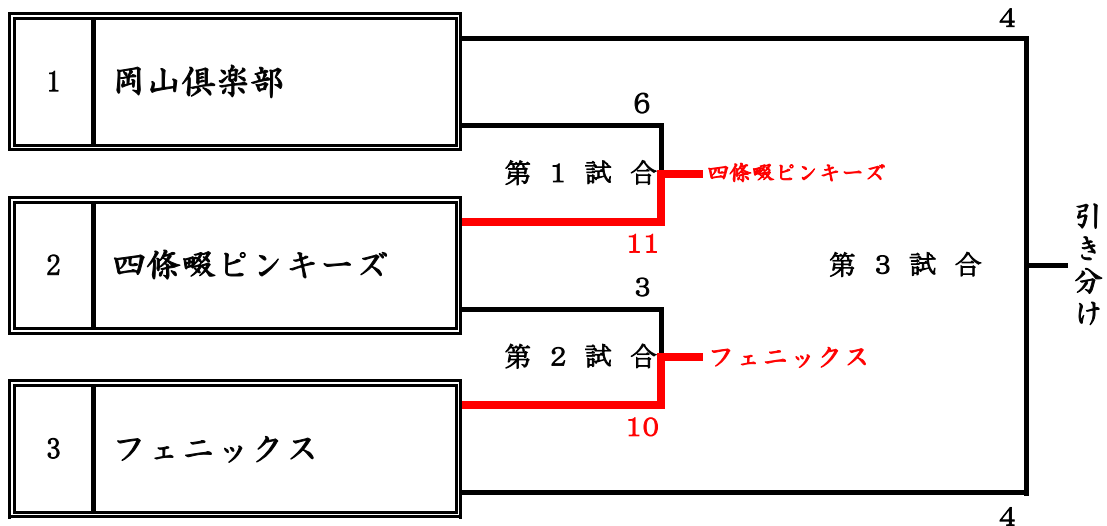 4
1 岡山倶楽部
6
第 1 試 合 四條畷ピンキーズ
11
2 四條畷ピンキーズ
第 3 試 合
引き分け
3
第 2 試 合 フェニックス
10
3 フェニックス
4